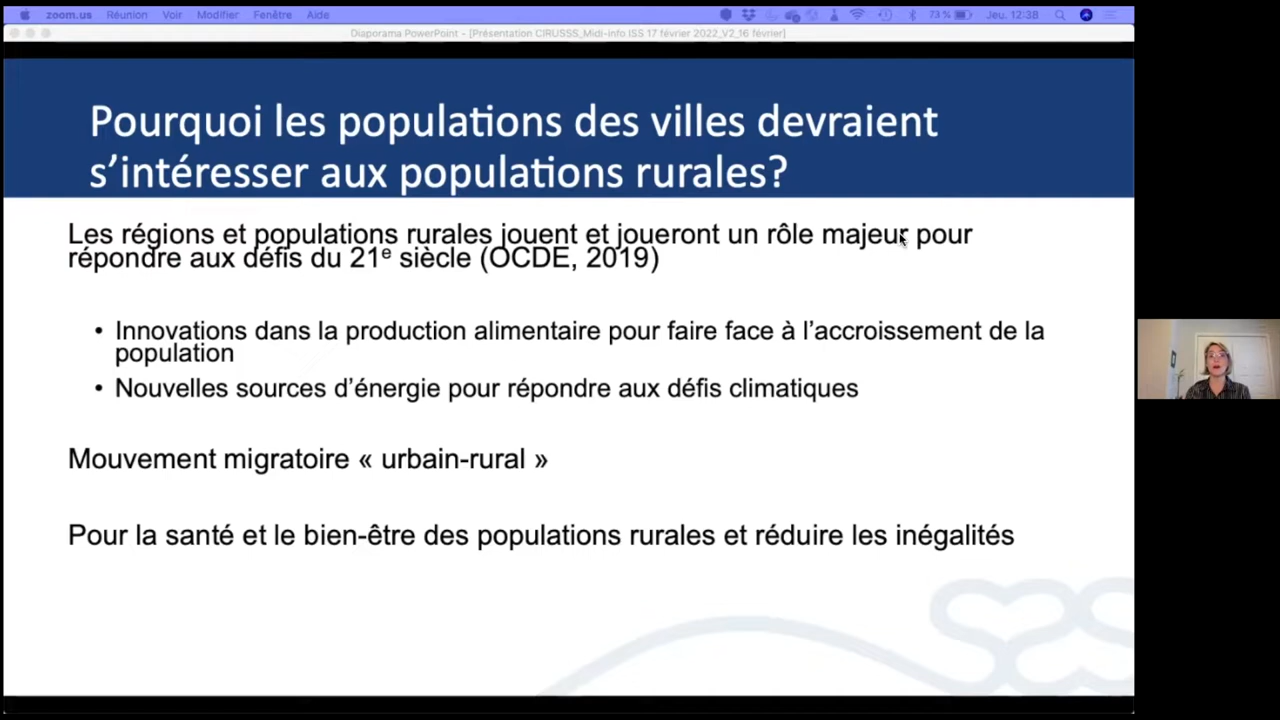 zoom.us Réunion Voir Modifier Fenêtre Aide 73 % Jeu. 12:38
Diaporama PowerPoint - [Présentation CIRUSSS_Midi-info ISS 17 février 2022_V2_16 février]
Pourquoi les populations des villes devraient
s’intéresser aux populations rurales?
Les régions et populations rurales jouent et joueront un rôle majeur pour
répondre aux défis du 21e siècle (OCDE, 2019)
• Innovations dans la production alimentaire pour faire face à l’accroissement de la
population
• Nouvelles sources d’énergie pour répondre aux défis climatiques
Mouvement migratoire « urbain-rural »
Pour la santé et le bien-être des populations rurales et réduire les inégalités